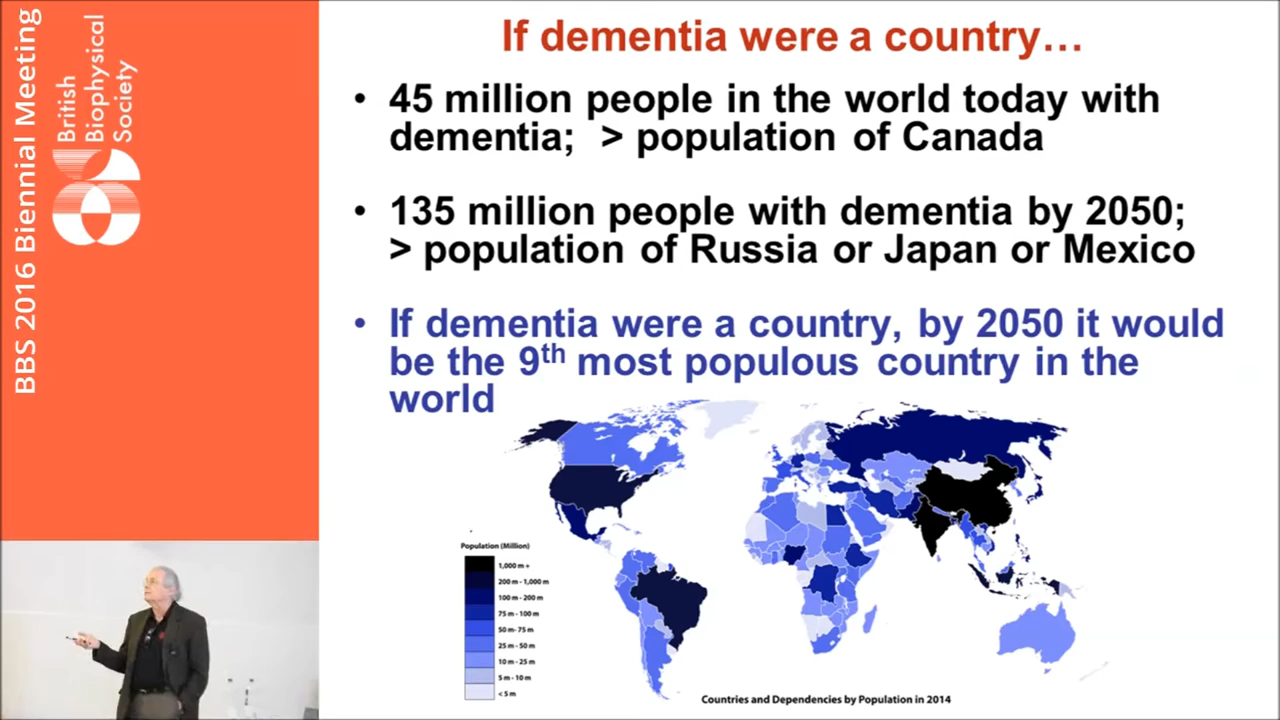 BBS 2016 Biennial Meeting
British
Biophysical
Society
If dementia were a country…
• 45 million people in the world today with
dementia; > population of Canada
• 135 million people with dementia by 2050;
> population of Russia or Japan or Mexico
• If dementia were a country, by 2050 it would
be the 9th most populous country in the
world
Population (Million)
1,000 m +
200 m - 1,000 m
100 m - 200 m
75 m - 100 m
50 m- 75 m
25 m - 50 m
10 m - 25 m
5 m - 10 m
< 5 m
Countries and Dependencies by Population in 2014